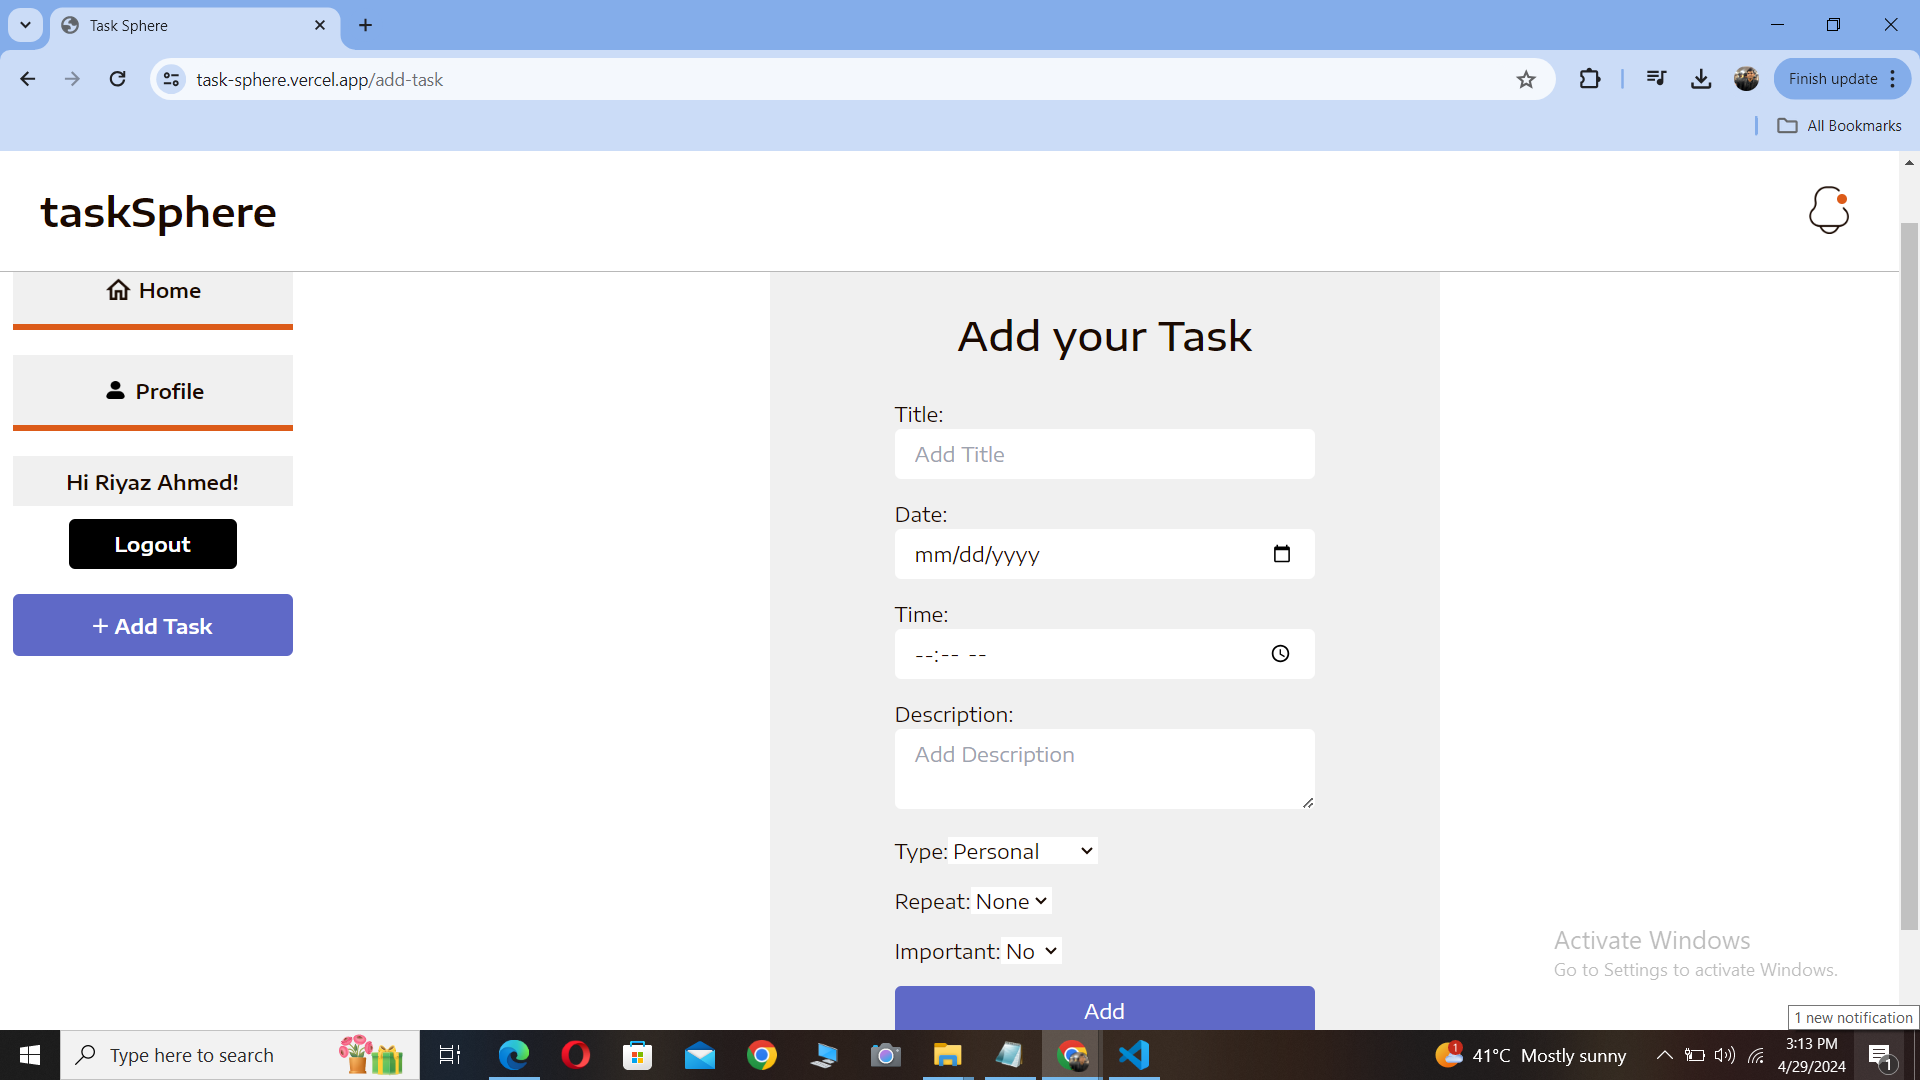 Task Sphere
task-sphere.vercel.app/add-task
Finish update
All Bookmarks
taskSphere
Home
Profile
Hi Riyaz Ahmed!
Logout
+ Add Task
Add your Task
Title:
Add Title
Date:
mm/dd/yyyy
Time:
--:-- --
Description:
Add Description
Type: Personal
Repeat: None
Important: No
Add
Activate Windows
Go to Settings to activate Windows.
1 new notification
Type here to search
1
41°C Mostly sunny
3:13 PM
4/29/2024
1